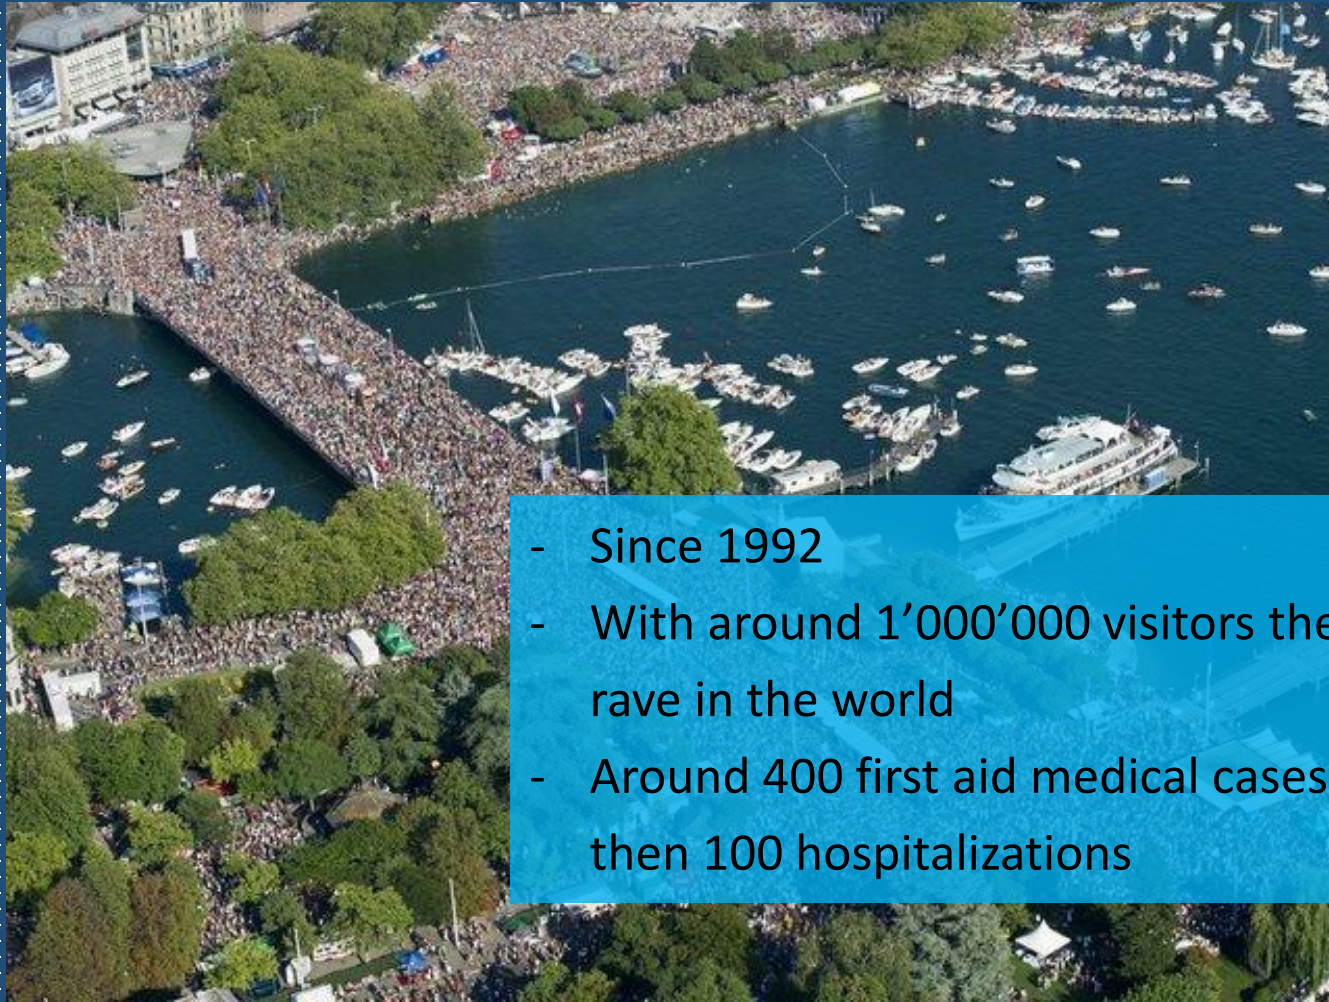 - Since 1992
- With around 1’000’000 visitors the
rave in the world
- Around 400 first aid medical cases
then 100 hospitalizations